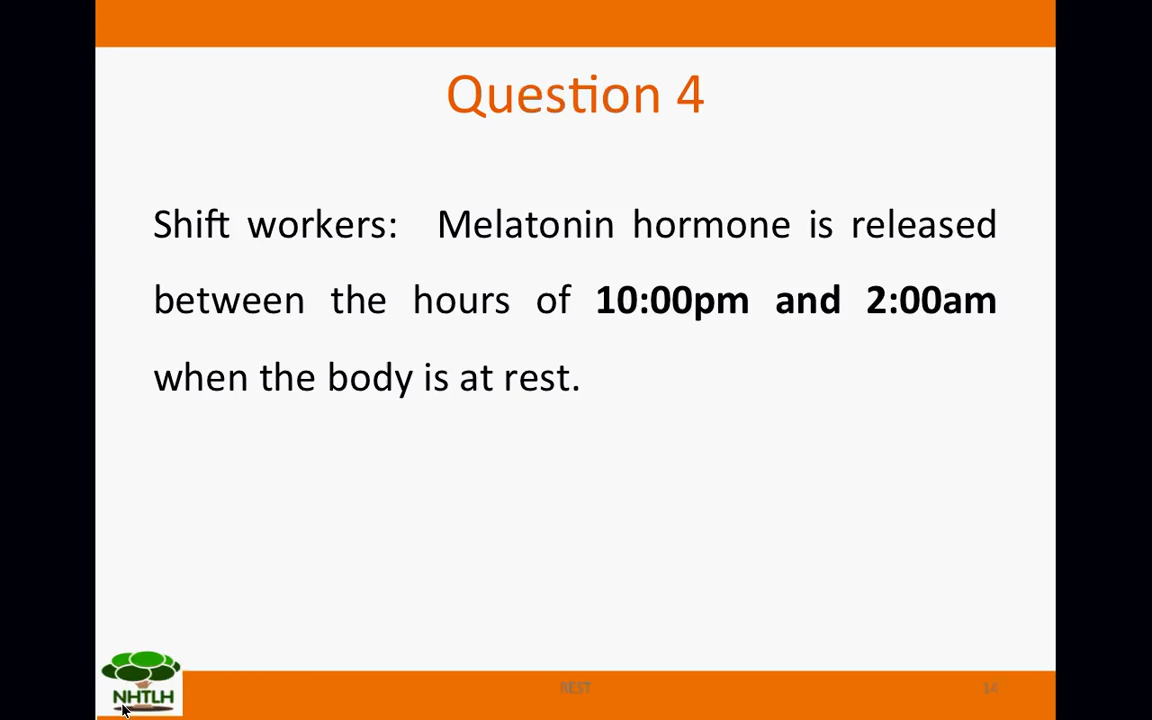 Question 4
Shift workers: Melatonin hormone is released
between the hours of 10:00pm and 2:00am
when the body is at rest.
NHTLH
REST
14